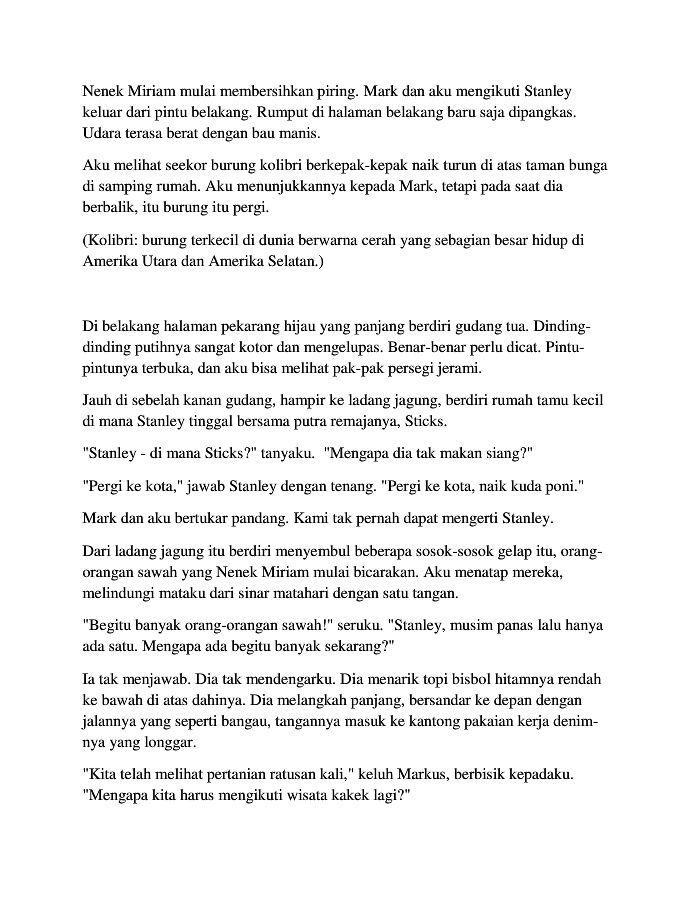 Nenek Miriam mulai membersihkan piring. Mark dan aku mengikuti Stanley
keluar dari pintu belakang. Rumput di halaman belakang baru saja dipangkas.
Udara terasa berat dengan bau manis.
Aku melihat seekor burung kolibri berkepak-kepak naik turun di atas taman bunga
di samping rumah. Aku menunjukkannya kepada Mark, tetapi pada saat dia
berbalik, itu burung itu pergi.
(Kolibri: burung terkecil di dunia berwarna cerah yang sebagian besar hidup di
Amerika Utara dan Amerika Selatan.)
Di belakang halaman pekarang hijau yang panjang berdiri gudang tua. Dinding-
dinding putihnya sangat kotor dan mengelupas. Benar-benar perlu dicat. Pintu-
pintunya terbuka, dan aku bisa melihat pak-pak persegi jerami.
Jauh di sebelah kanan gudang, hampir ke ladang jagung, berdiri rumah tamu kecil
di mana Stanley tinggal bersama putra remajanya, Sticks.
"Stanley - di mana Sticks?" tanyaku.  "Mengapa dia tak makan siang?"
"Pergi ke kota," jawab Stanley dengan tenang. "Pergi ke kota, naik kuda poni."
Mark dan aku bertukar pandang. Kami tak pernah dapat mengerti Stanley.
Dari ladang jagung itu berdiri menyembul beberapa sosok-sosok gelap itu, orang-
orangan sawah yang Nenek Miriam mulai bicarakan. Aku menatap mereka,
melindungi mataku dari sinar matahari dengan satu tangan.
"Begitu banyak orang-orangan sawah!" seruku. "Stanley, musim panas lalu hanya
ada satu. Mengapa ada begitu banyak sekarang?"
Ia tak menjawab. Dia tak mendengarku. Dia menarik topi bisbol hitamnya rendah
ke bawah di atas dahinya. Dia melangkah panjang, bersandar ke depan dengan
jalannya yang seperti bangau, tangannya masuk ke kantong pakaian kerja denim-
nya yang longgar.
"Kita telah melihat pertanian ratusan kali," keluh Markus, berbisik kepadaku.
"Mengapa kita harus mengikuti wisata kakek lagi?"